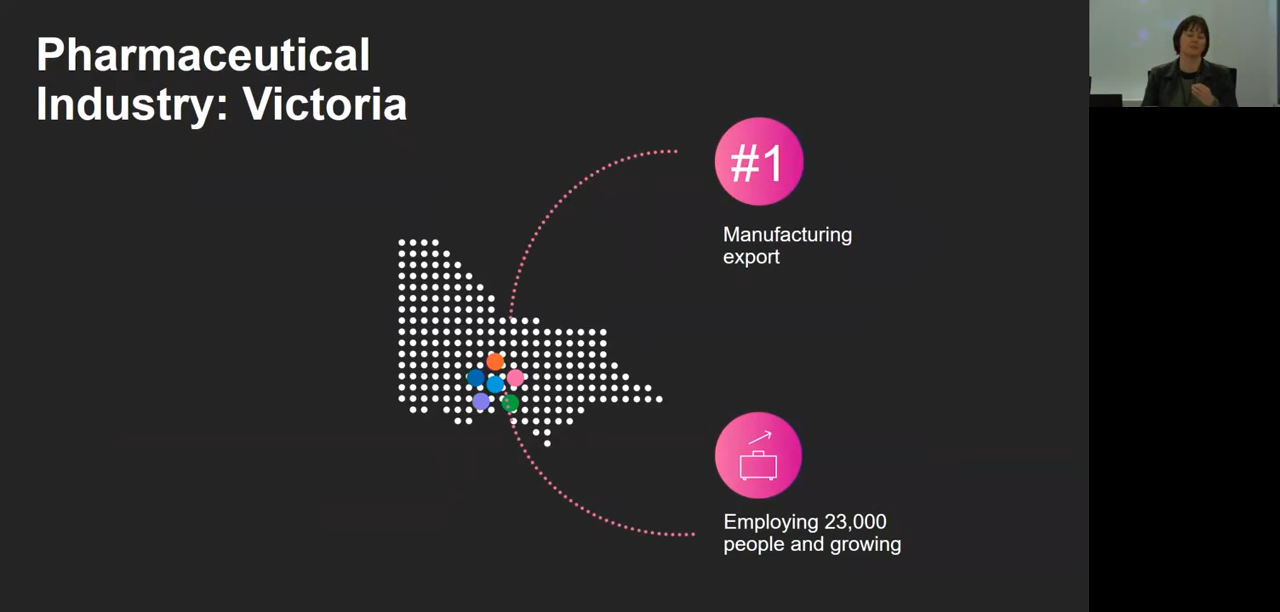 Pharmaceutical
Industry: Victoria
#1
Manufacturing
export
Employing 23,000
people and growing